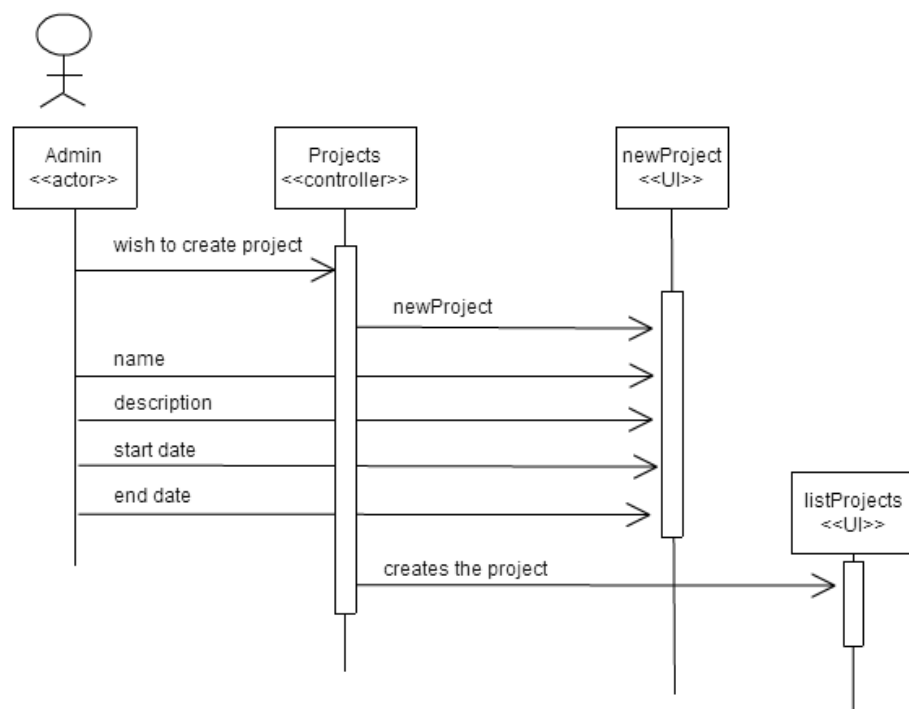 Admin
<<actor>>
Projects
<<controller>>
newProject
<<UI>>
wish to create project
newProject
name
description
start date
end date
listProjects
<<UI>>
creates the project